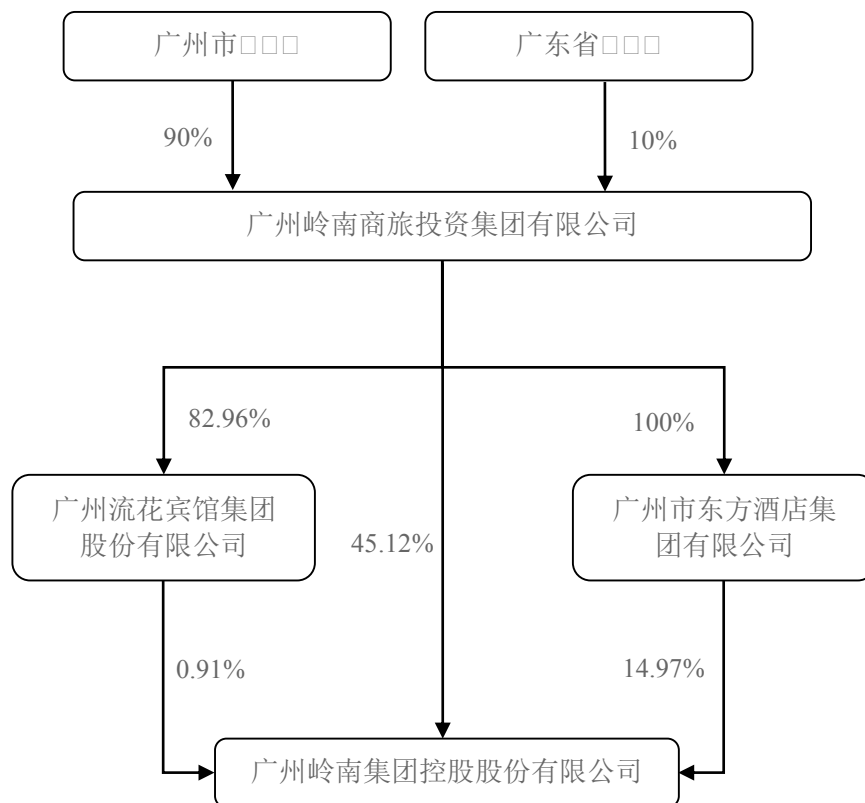 广州市□□□
广东省□□□
90%
10%
广州岭南商旅投资集团有限公司
82.96%
100%
广州流花宾馆集团
股份有限公司
45.12%
广州市东方酒店集
团有限公司
0.91%
14.97%
广州岭南集团控股股份有限公司